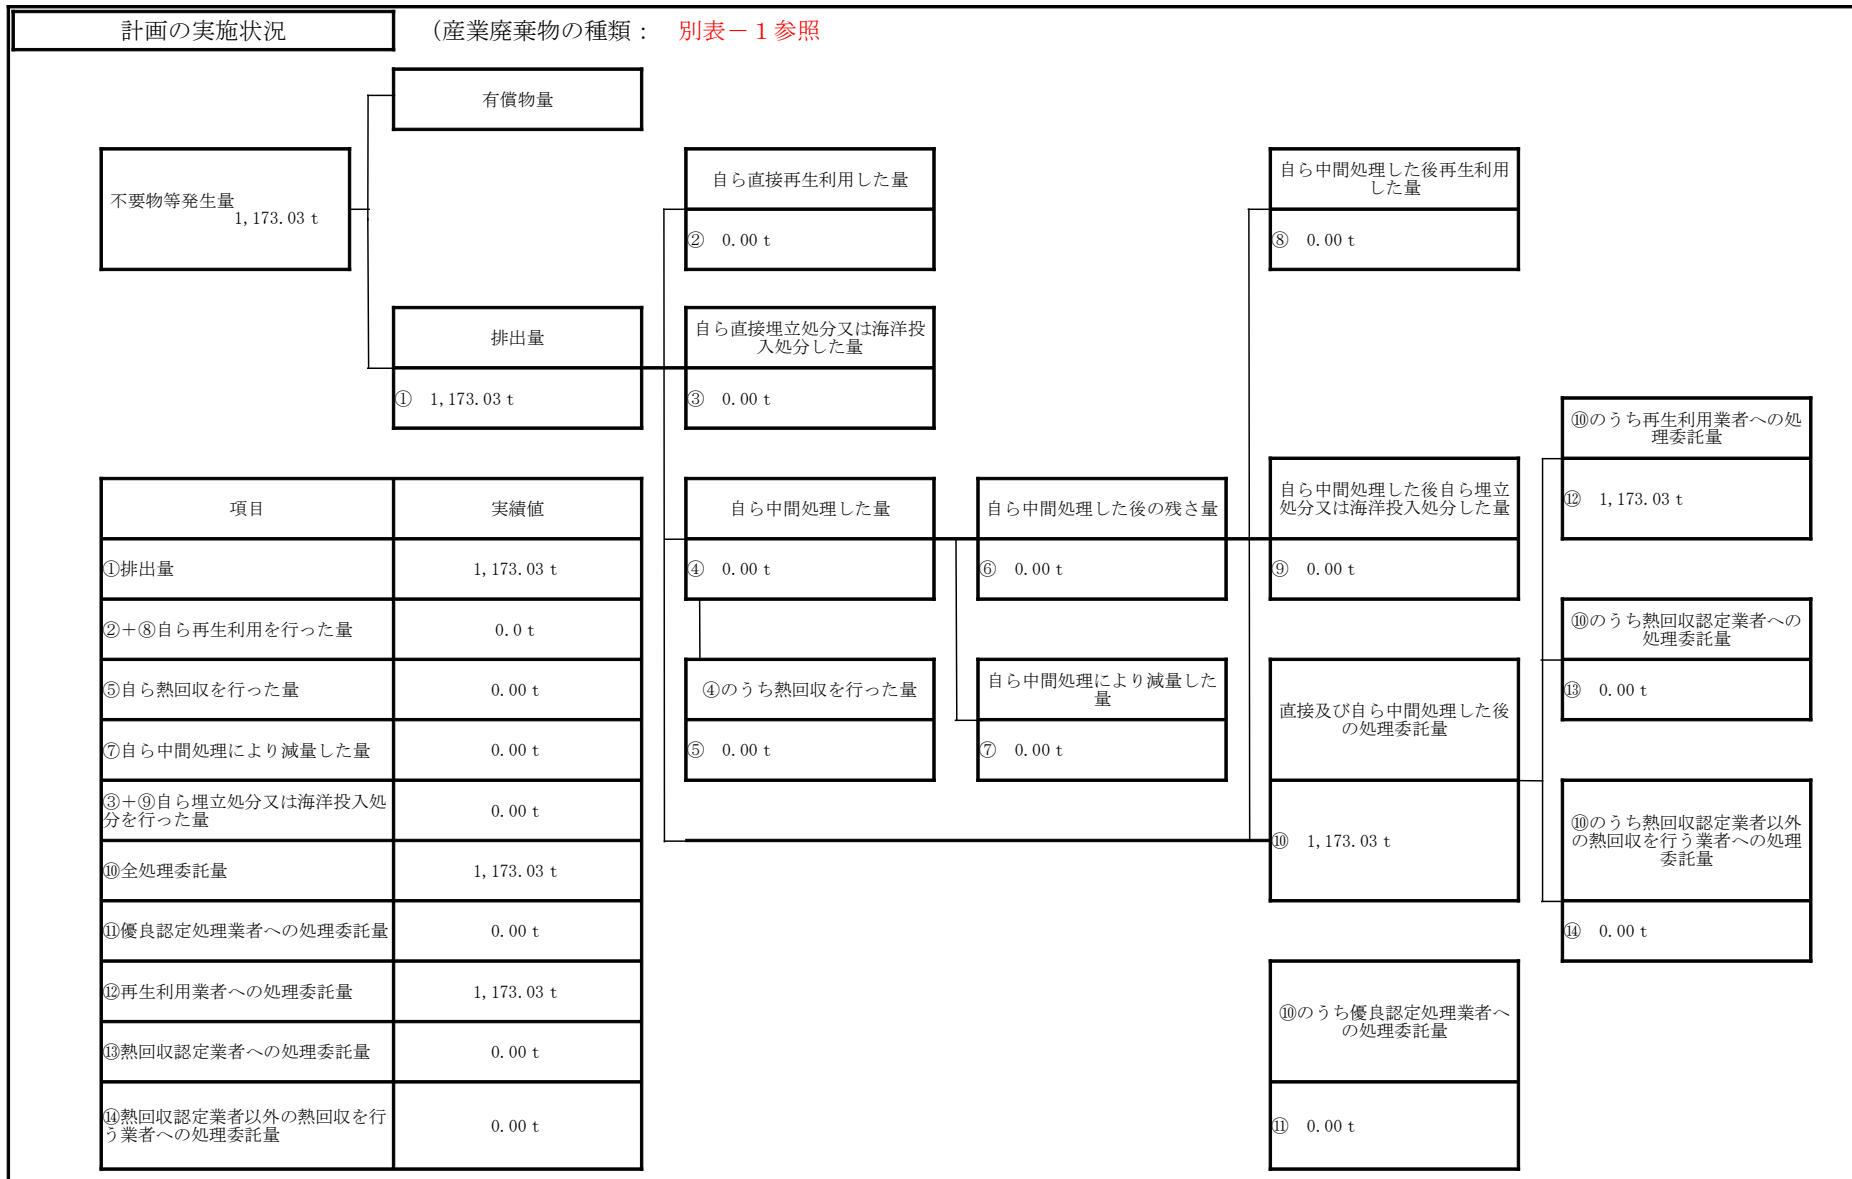 計画の実施状況
（産業廃棄物の種類： 別表－１参照
有償物量
不要物等発生量
1,173.03 t
自ら直接再生利用した量
② 0.00 t
自ら中間処理した後再生利用
した量
⑧ 0.00 t
排出量
① 1,173.03 t
自ら直接埋立処分又は海洋投
入処分した量
③ 0.00 t
⑩のうち再生利用業者への処
理委託量
⑫ 1,173.03 t
自ら中間処理した量
④ 0.00 t
自ら中間処理した後の残さ量
⑥ 0.00 t
自ら中間処理した後自ら埋立
処分又は海洋投入処分した量
⑨ 0.00 t
⑩のうち熱回収認定業者への
処理委託量
⑬ 0.00 t
④のうち熱回収を行った量
⑤ 0.00 t
自ら中間処理により減量した
量
⑦ 0.00 t
直接及び自ら中間処理した後
の処理委託量
⑩ 1,173.03 t
⑩のうち熱回収認定業者以外
の熱回収を行う業者への処理
委託量
⑭ 0.00 t
⑩のうち優良認定処理業者へ
の処理委託量
⑪ 0.00 t
項目 実績値
①排出量 1,173.03 t
②＋⑧自ら再生利用を行った量 0.0 t
⑤自ら熱回収を行った量 0.00 t
⑦自ら中間処理により減量した量 0.00 t
③＋⑨自ら埋立処分又は海洋投入処
分を行った量 0.00 t
⑩全処理委託量 1,173.03 t
⑪優良認定処理業者への処理委託量 0.00 t
⑫再生利用業者への処理委託量 1,173.03 t
⑬熱回収認定業者への処理委託量 0.00 t
⑭熱回収認定業者以外の熱回収を行
う業者への処理委託量 0.00 t